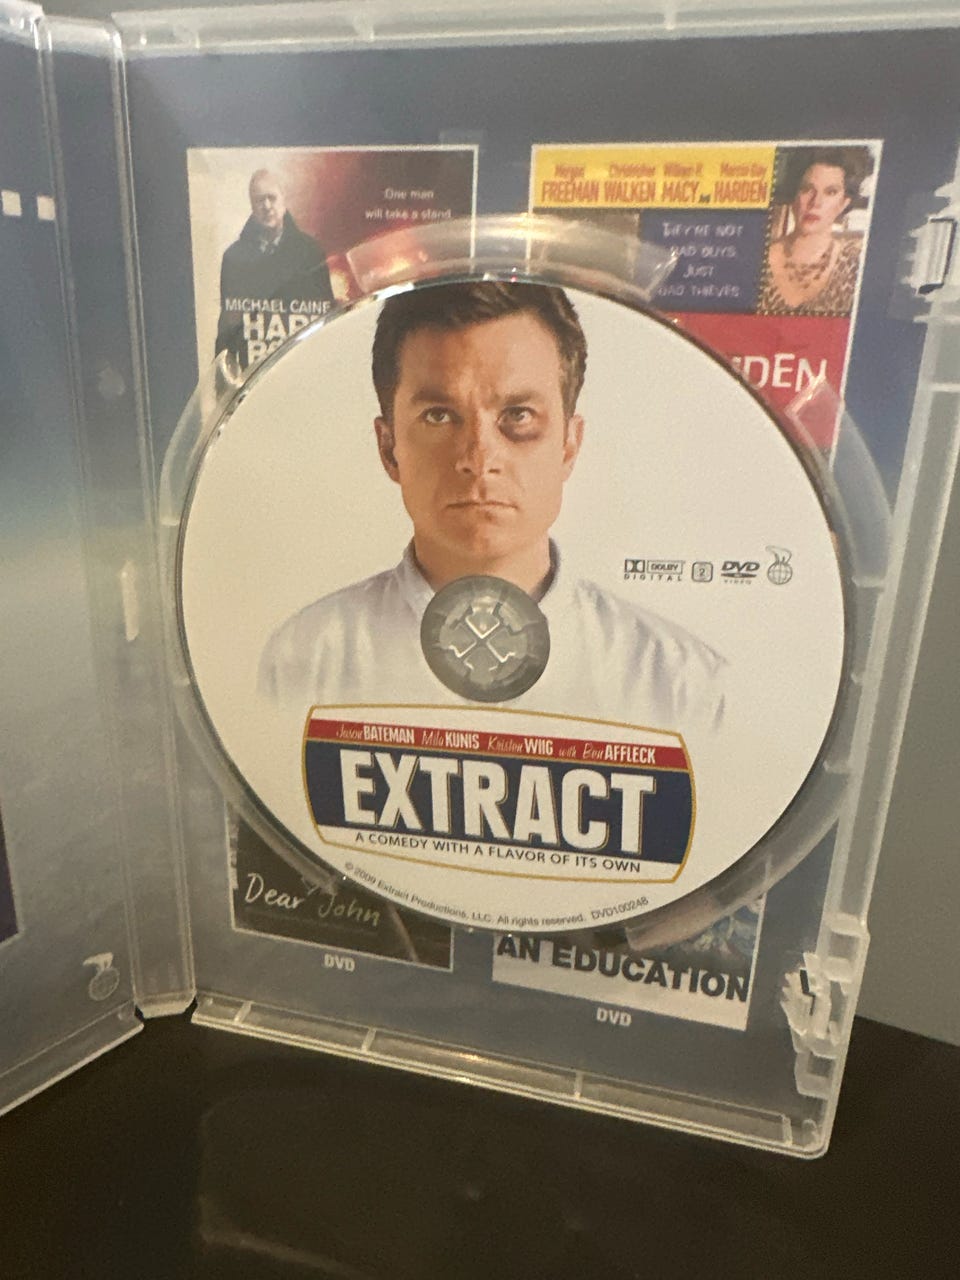 One man
will take a stand.
MICHAEL CAINE
Morgan FREEMAN Christopher WALKEN William H. MACY and Marcia Gay HARDEN
THEY'RE NOT
BAD GUYS.
JUST
BAD THIEVES.
DOLBY
DIGITAL
2
DVD
VIDEO
Jason BATEMAN Mila KUNIS Kristen WIIG with Ben AFFLECK
EXTRACT
A COMEDY WITH A FLAVOR OF ITS OWN
© 2009 Extract Productions, LLC. All rights reserved. DVD100248
Dear John
DVD
AN EDUCATION
DVD